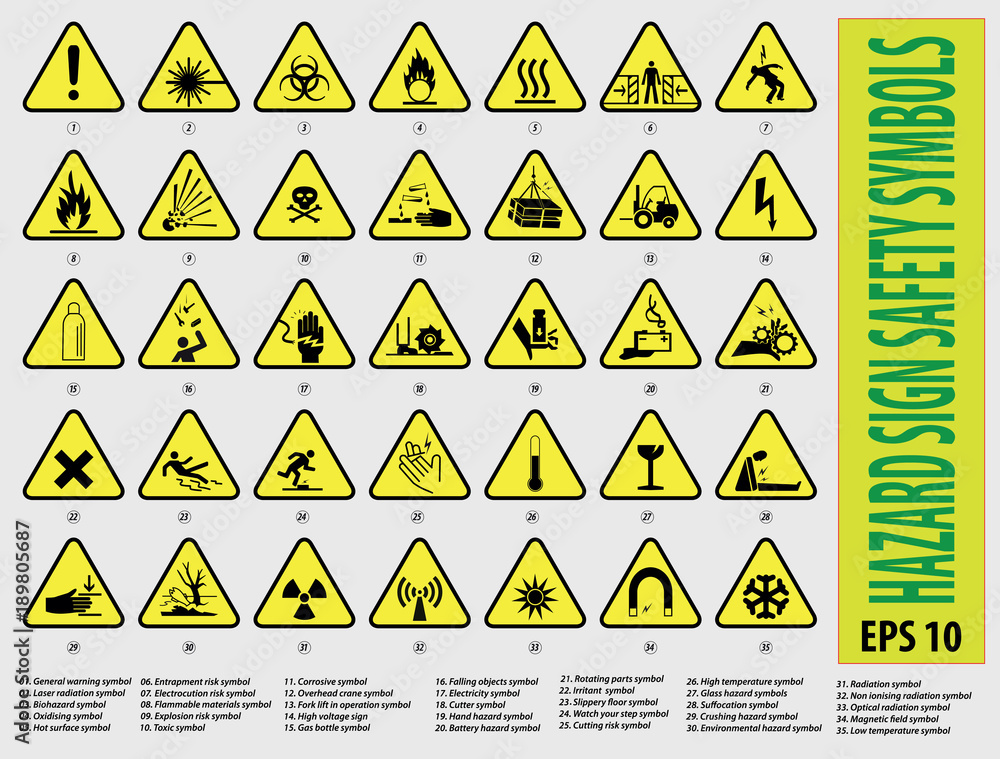 1 2 3 4 5 6 7
8 9 10 11 12 13 14
15 16 17 18 19 20 21
22 23 24 25 26 27 28
29 30 31 32 33 34 35
HAZARD SIGN SAFETY SYMBOLS
EPS 10
. General warning symbol
. Laser radiation symbol
. Biohazard symbol
. Oxidising symbol
. Hot surface symbol
06. Entrapment risk symbol
07. Electrocution risk symbol
08. Flammable materials symbol
09. Explosion risk symbol
10. Toxic symbol
11. Corrosive symbol
12. Overhead crane symbol
13. Fork lift in operation symbol
14. High voltage sign
15. Gas bottle symbol
16. Falling objects symbol
17. Electricity symbol
18. Cutter symbol
19. Hand hazard symbol
20. Battery hazard symbol
21. Rotating parts symbol
22. Irritant symbol
23. Slippery floor symbol
24. Watch your step symbol
25. Cutting risk symbol
26. High temperature symbol
27. Glass hazard symbols
28. Suffocation symbol
29. Crushing hazard symbol
30. Environmental hazard symbol
31. Radiation symbol
32. Non ionising radiation symbol
33. Optical radiation symbol
34. Magnetic field symbol
35. Low temperature symbol
Adobe Stock | #189805687